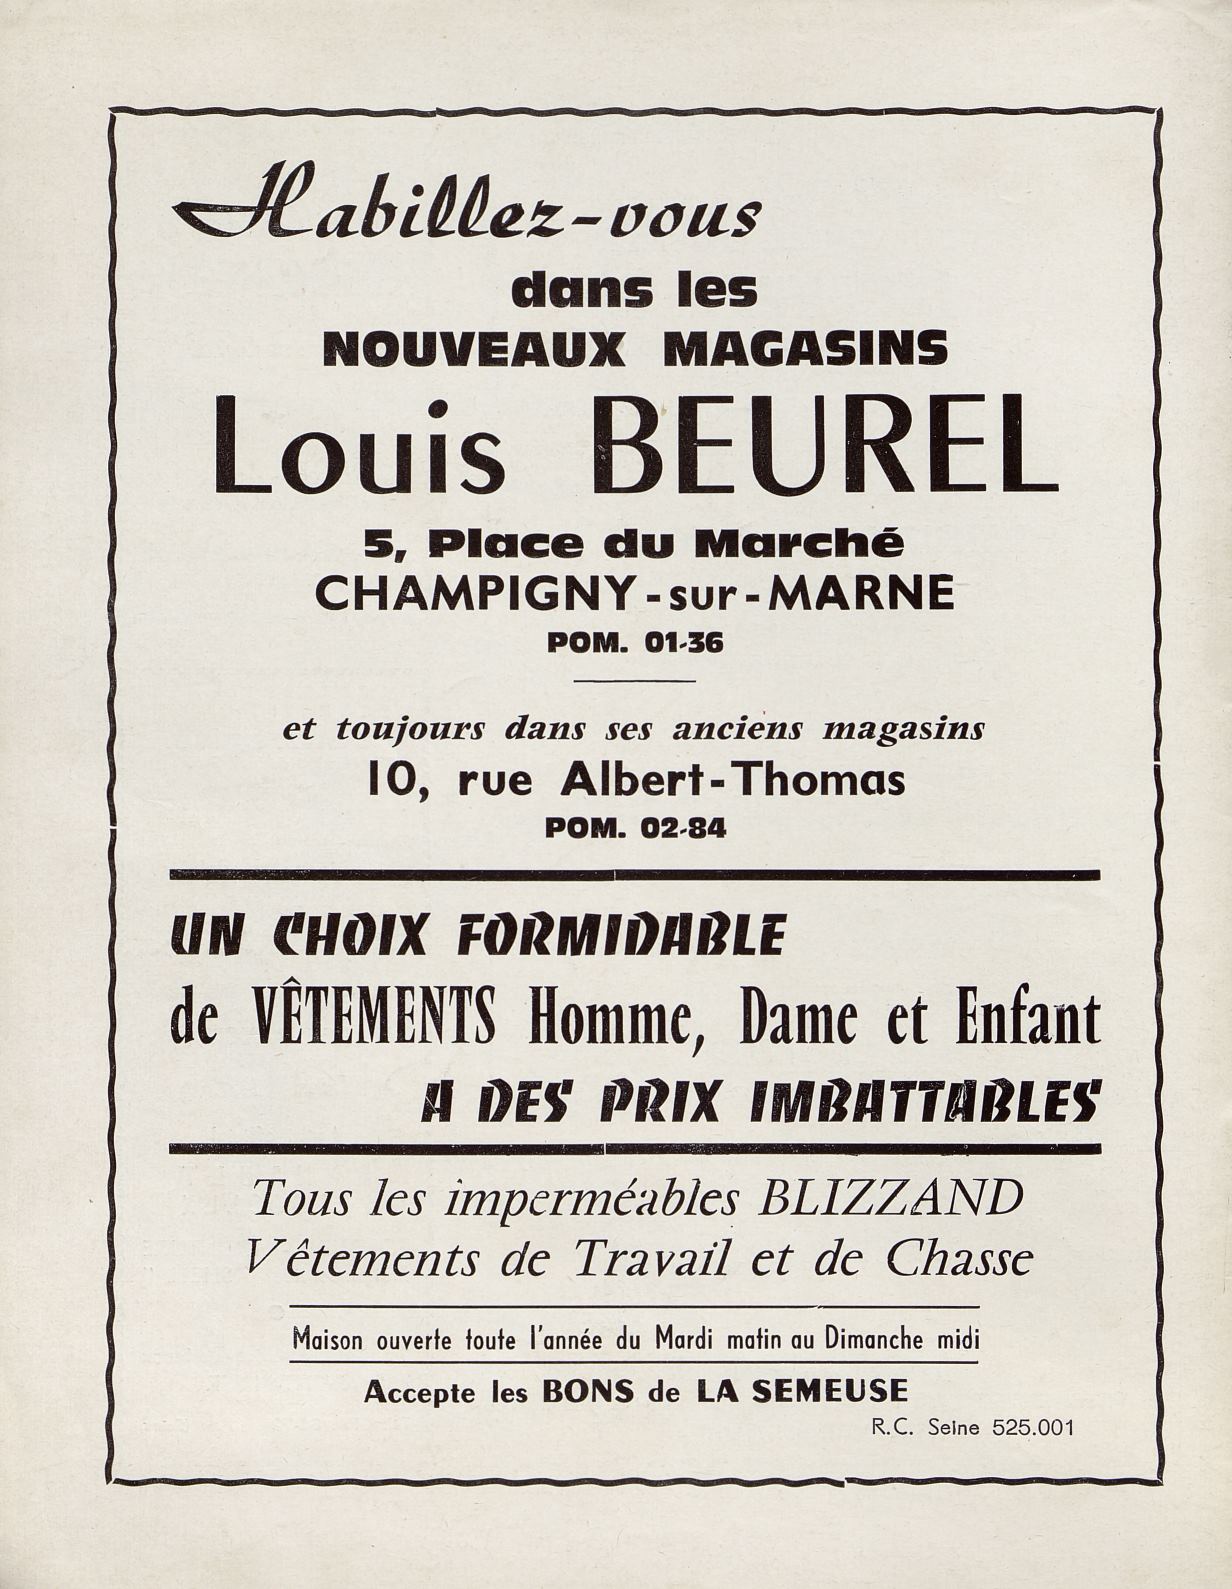 Habillez-vous
dans les
NOUVEAUX MAGASINS
Louis BEUREL
5, Place du Marché
CHAMPIGNY-sur-MARNE
POM. 01-36
et toujours dans ses anciens magasins
10, rue Albert-Thomas
POM. 02-84
UN CHOIX FORMIDABLE
de VÊTEMENTS Homme, Dame et Enfant
A DES PRIX IMBATTABLES
Tous les imperméables BLIZZAND
Vêtements de Travail et de Chasse
Maison ouverte toute l'année du Mardi matin au Dimanche midi
Accepte les BONS de LA SEMEUSE
R.C. Seine 525.001